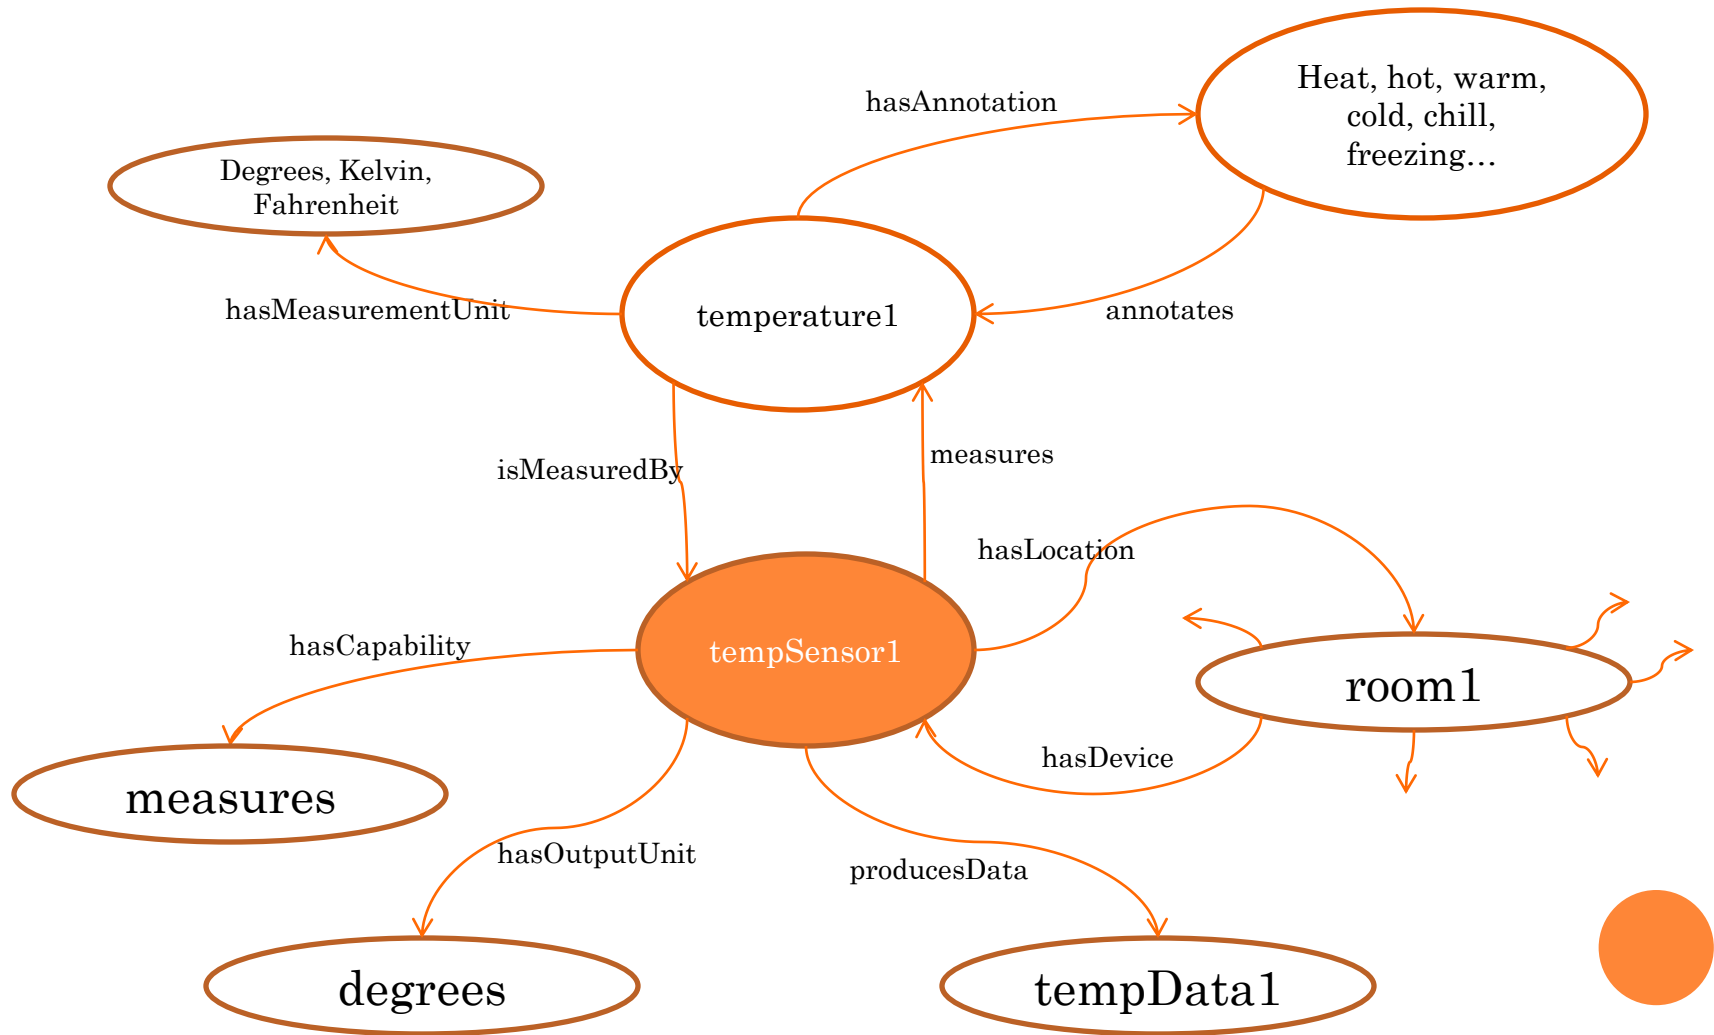 Heat, hot, warm,
cold, chill,
freezing...
hasAnnotation
Degrees, Kelvin,
Fahrenheit
hasMeasurementUnit
temperature1
annotates
isMeasuredBy
measures
hasLocation
hasCapability
tempSensor1
room1
hasDevice
measures
hasOutputUnit
producesData
degrees
tempData1